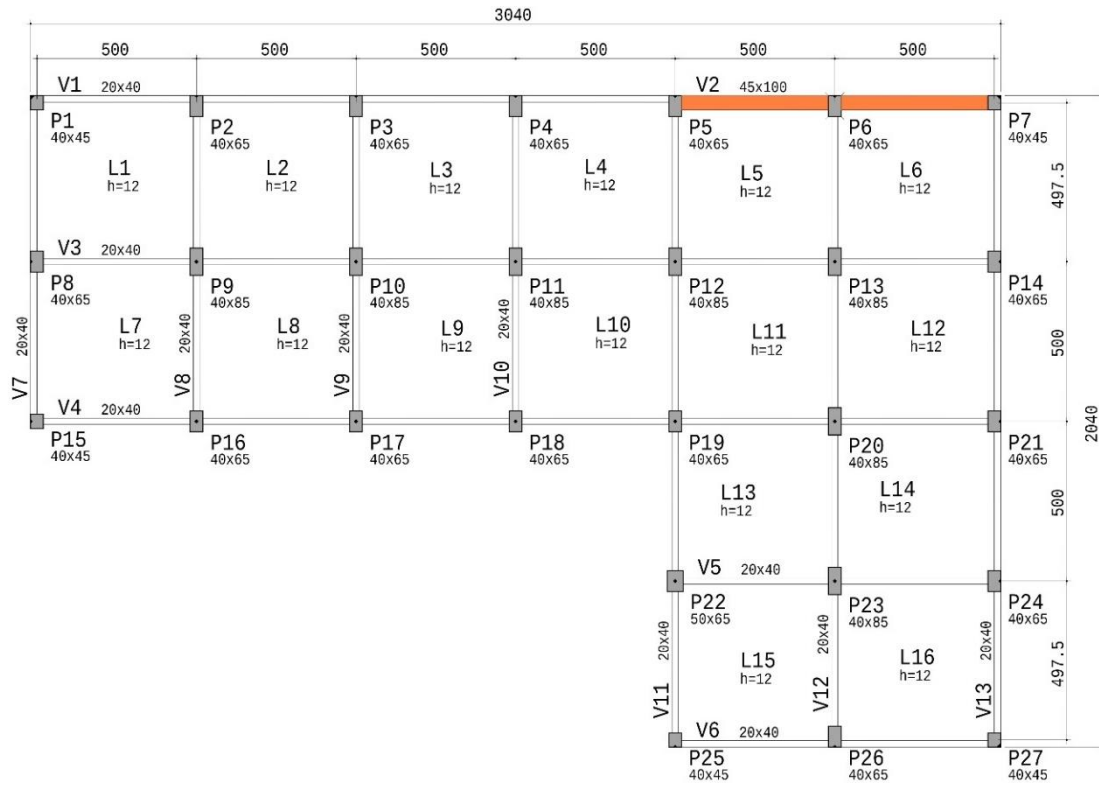 3040
500 500 500 500 500 500
V1 20x40 V2 45x100
P1 P2 P3 P4 P5 P6 P7
40x45 40x65 40x65 40x65 40x65 40x65 40x45
L1 L2 L3 L4 L5 L6
h=12 h=12 h=12 h=12 h=12 h=12
497.5
V3 20x40
P8 P9 P10 P11 P12 P13 P14
40x65 40x85 40x85 40x85 40x85 40x85 40x65
L7 L8 L9 L10 L11 L12
h=12 h=12 h=12 h=12 h=12 h=12
20x40 20x40 20x40 20x40
500
V7 V8 V9 V10
V4 20x40
2040
P15 P16 P17 P18 P19 P20 P21
40x45 40x65 40x65 40x65 40x65 40x85 40x65
L13 L14
h=12 h=12
500
V5 20x40
P22 P23 P24
50x65 40x85 40x65
20x40 20x40 20x40
L15 L16
h=12 h=12
497.5
V11 V12 V13
V6 20x40
P25 P26 P27
40x45 40x65 40x45